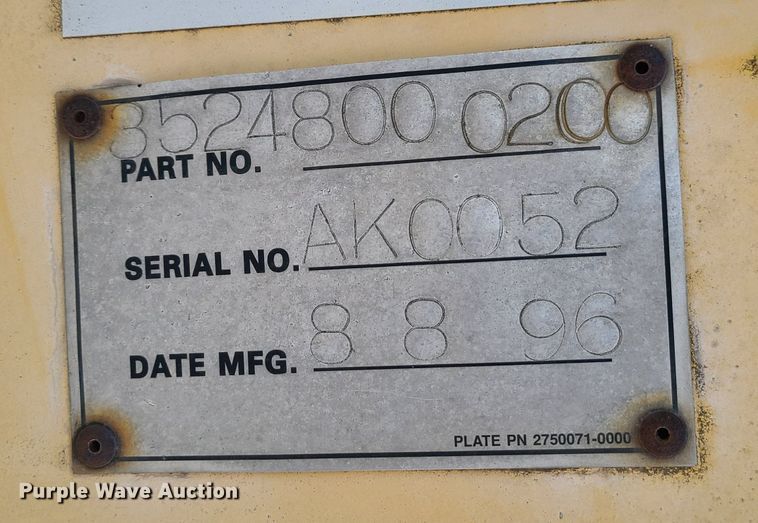 3524800 0200
PART NO.
SERIAL NO. AK0052
DATE MFG. 8 8 96
PLATE PN 2750071-0000
Purple Wave Auction